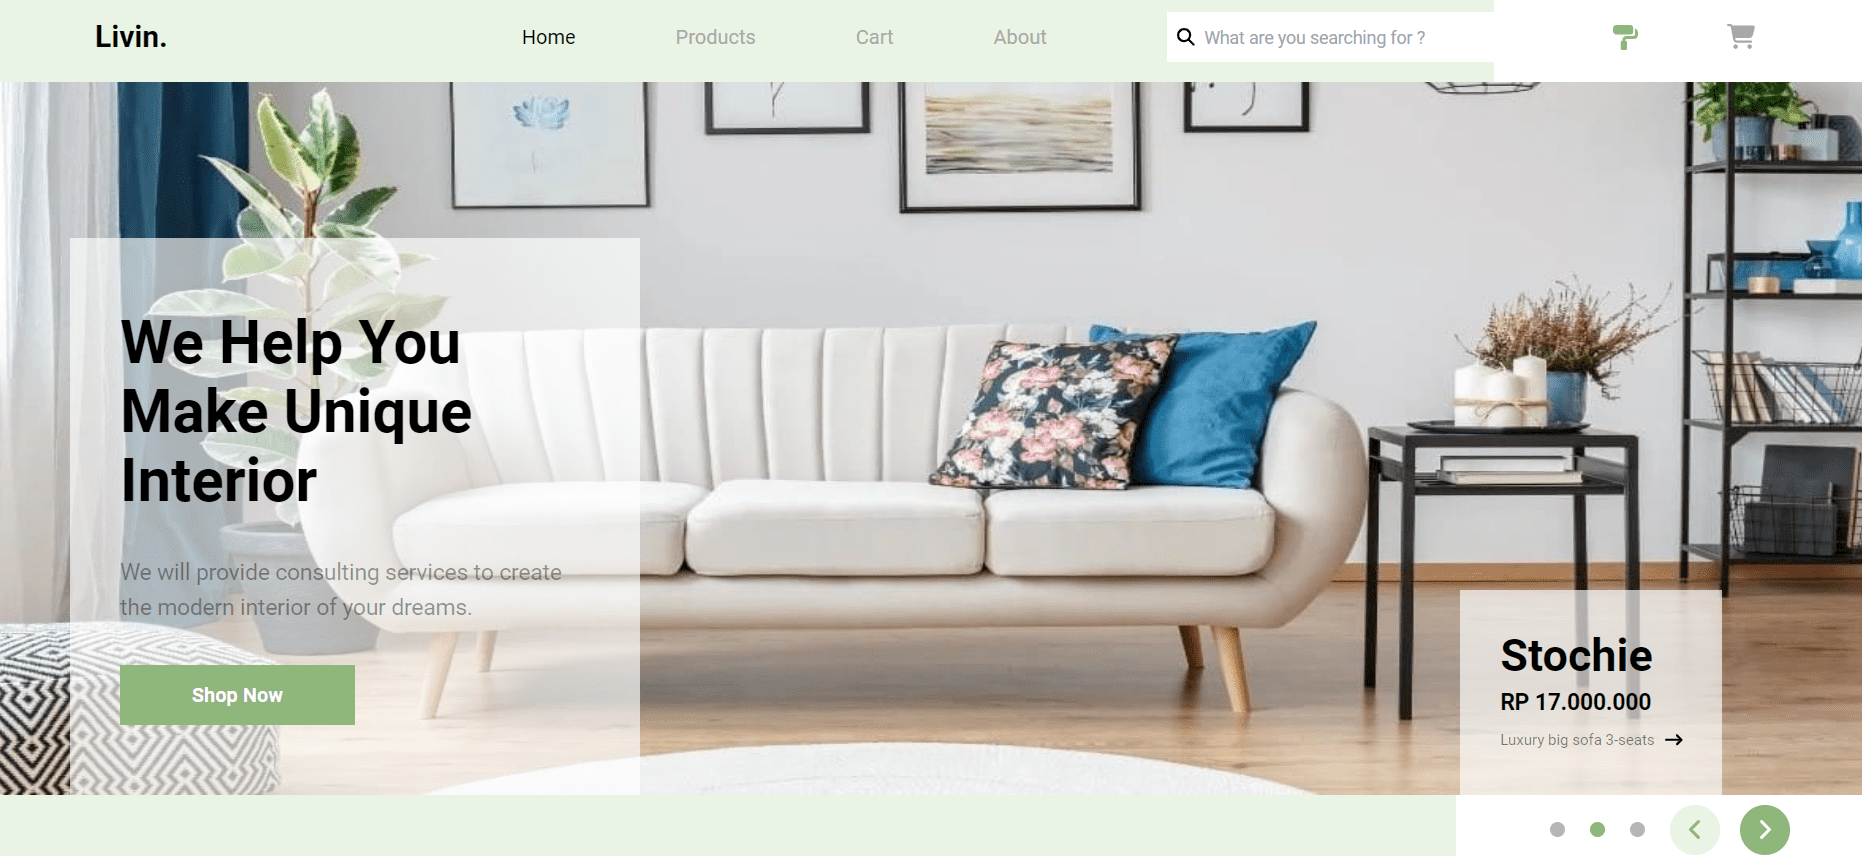 Livin.
Home
Products
Cart
About
What are you searching for ?
We Help You
Make Unique
Interior
We will provide consulting services to create
the modern interior of your dreams.
Shop Now
Stochie
RP 17.000.000
Luxury big sofa 3-seats